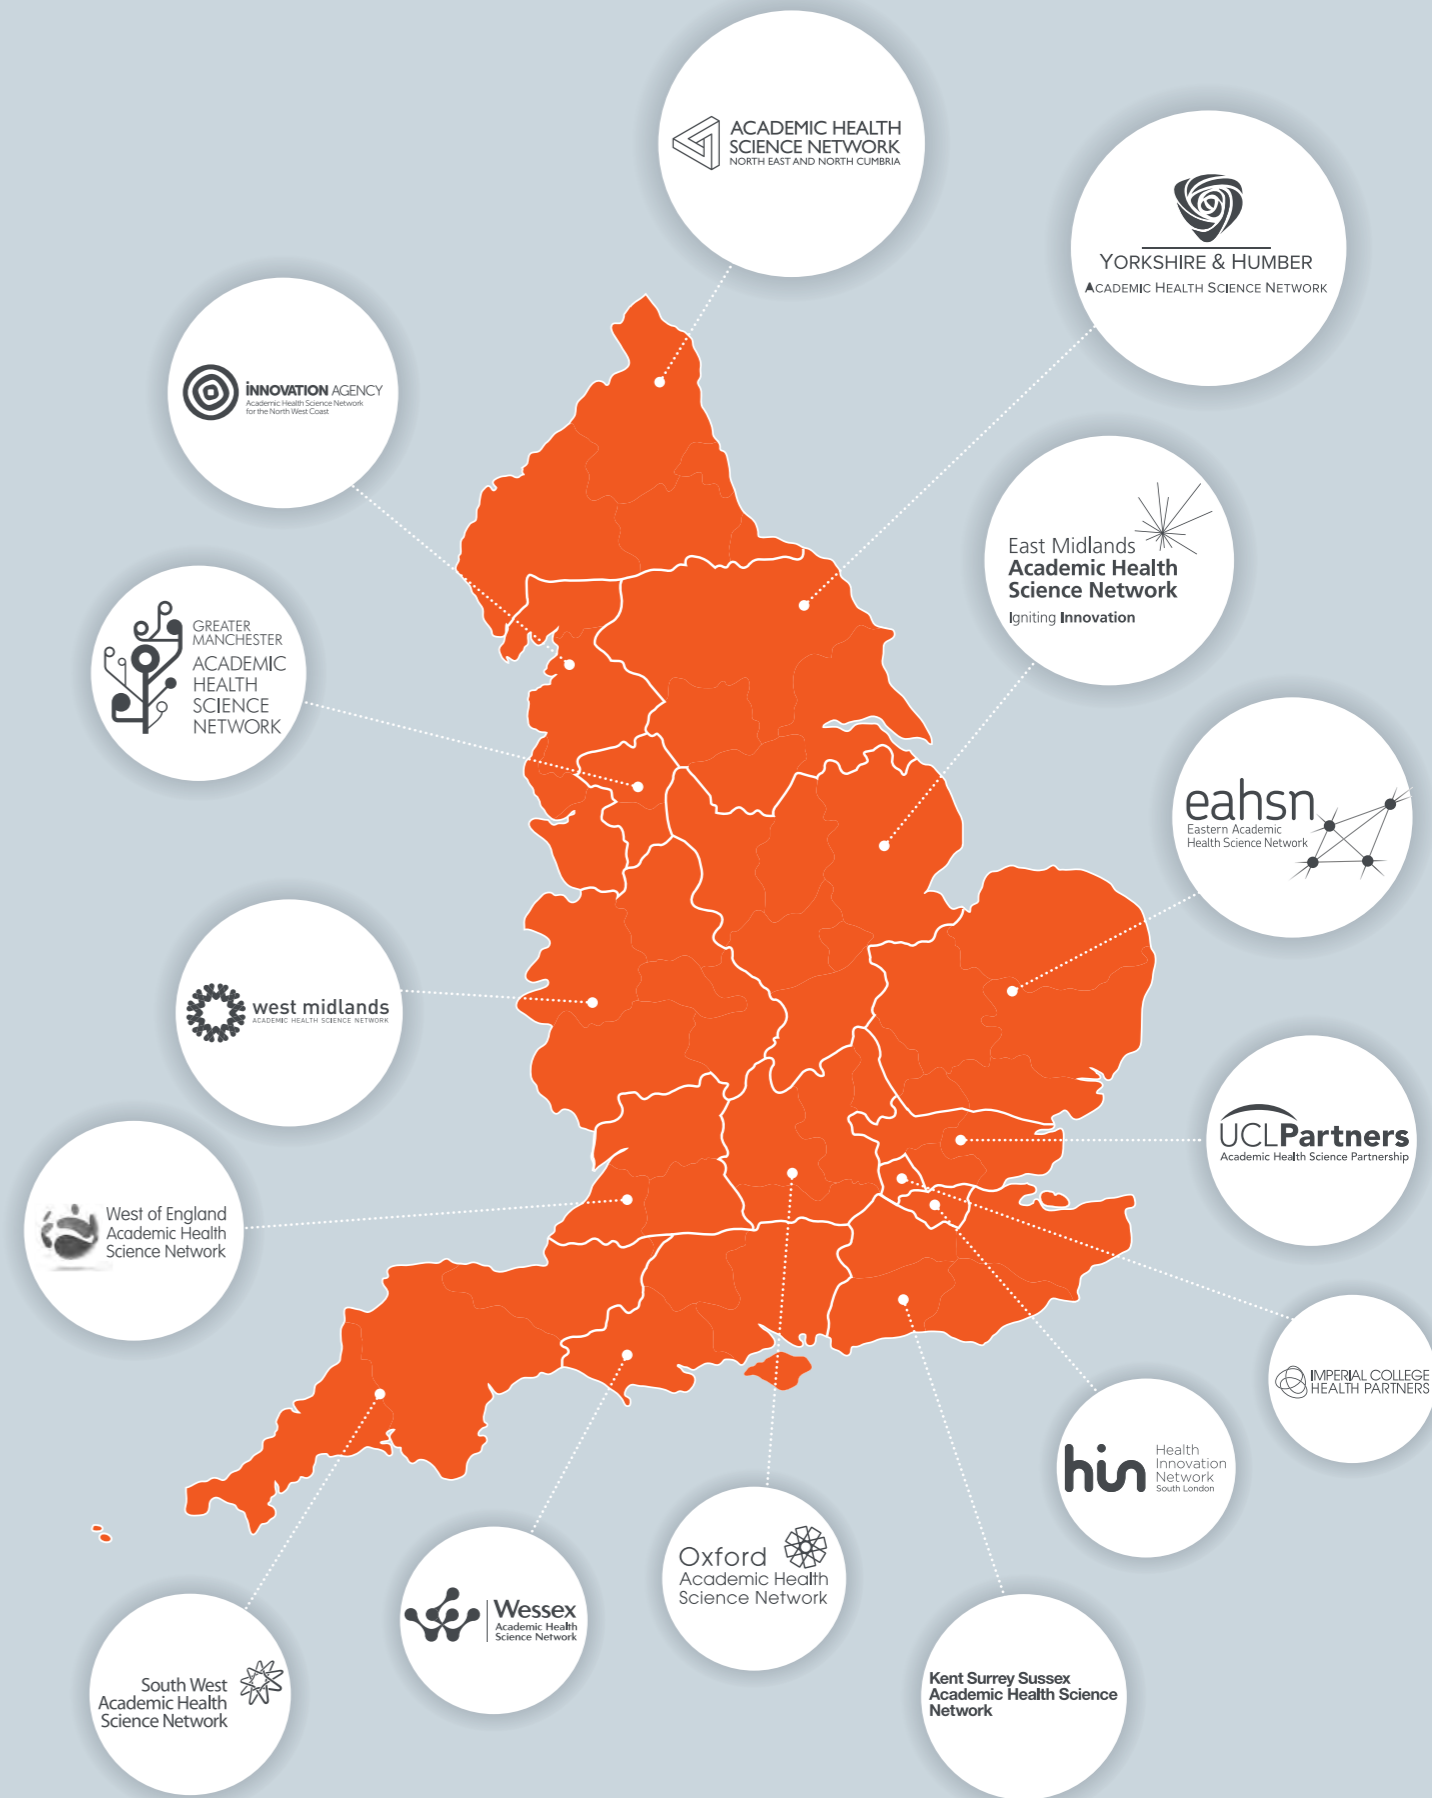 ACADEMIC HEALTH
SCIENCE NETWORK
NORTH EAST AND NORTH CUMBRIA
YORKSHIRE & HUMBER
ACADEMIC HEALTH SCIENCE NETWORK
iNNOVATION AGENCY
Academic Health Science Network
for the North West Coast
East Midlands
Academic Health
Science Network
Igniting Innovation
GREATER
MANCHESTER
ACADEMIC
HEALTH
SCIENCE
NETWORK
eahsn
Eastern Academic
Health Science Network
west midlands
ACADEMIC HEALTH SCIENCE NETWORK
UCLPartners
Academic Health Science Partnership
West of England
Academic Health
Science Network
IMPERIAL COLLEGE
HEALTH PARTNERS
hin
Health
Innovation
Network
South London
Oxford
Academic Health
Science Network
Wessex
Academic Health
Science Network
South West
Academic Health
Science Network
Kent Surrey Sussex
Academic Health Science
Network